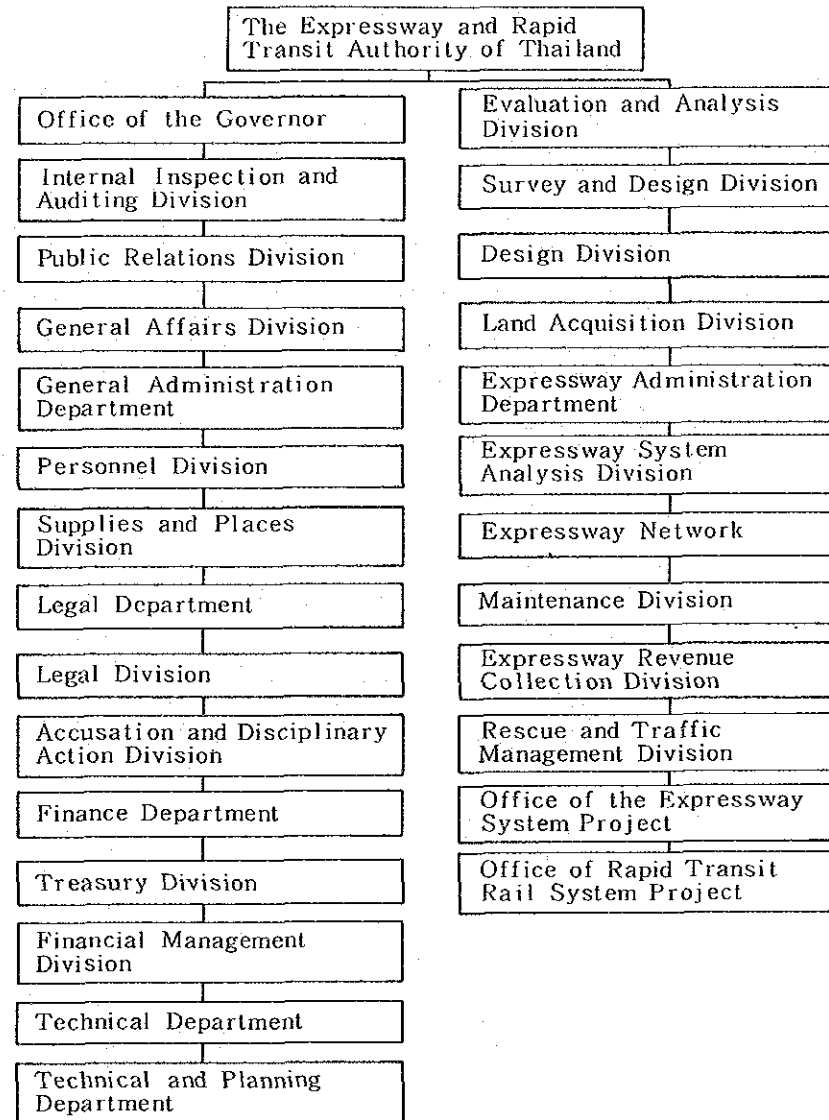 The Expressway and Rapid
Transit Authority of Thailand
Office of the Governor
Internal Inspection and
Auditing Division
Public Relations Division
General Affairs Division
General Administration
Department
Personnel Division
Supplies and Places
Division
Legal Department
Legal Division
Accusation and Disciplinary
Action Division
Finance Department
Treasury Division
Financial Management
Division
Technical Department
Technical and Planning
Department
Evaluation and Analysis
Division
Survey and Design Division
Design Division
Land Acquisition Division
Expressway Administration
Department
Expressway System
Analysis Division
Expressway Network
Maintenance Division
Expressway Revenue
Collection Division
Rescue and Traffic
Management Division
Office of the Expressway
System Project
Office of Rapid Transit
Rail System Project